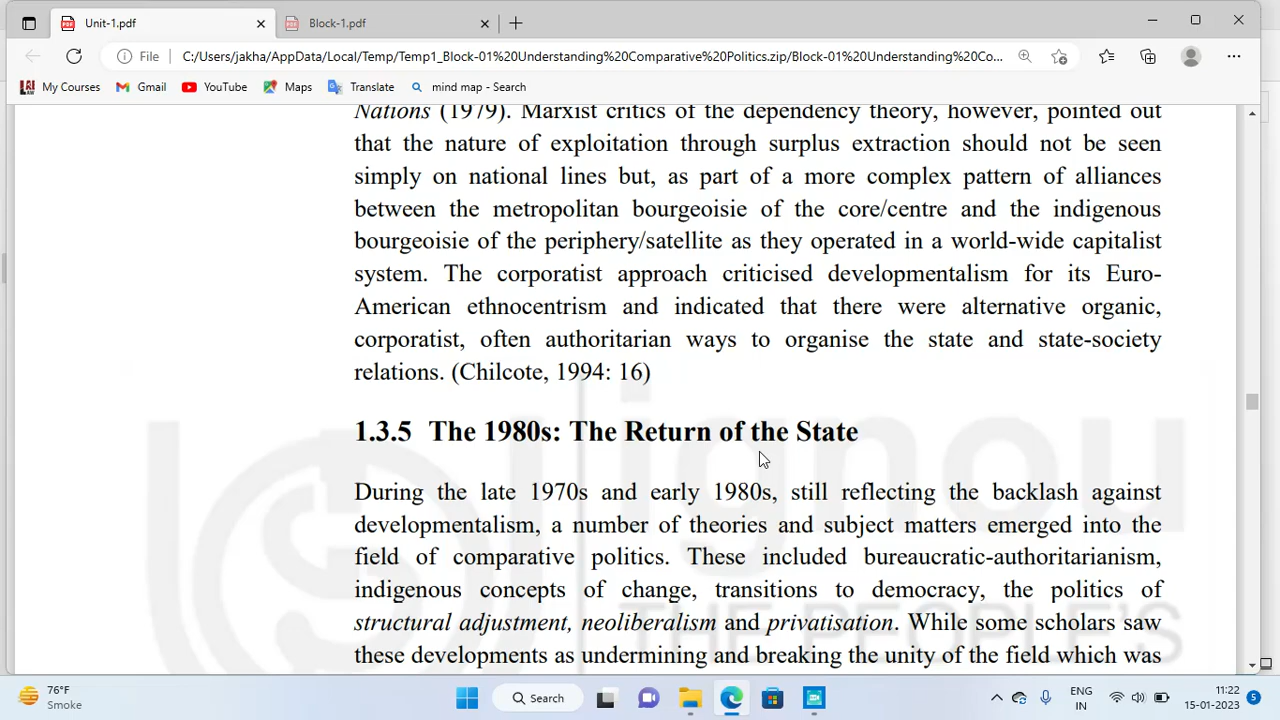 Unit-1.pdf
Block-1.pdf
File
C:/Users/jakha/AppData/Local/Temp/Temp1_Block-01%20Understanding%20Comparative%20Politics.zip/Block-01%20Understanding%20Co...
My Courses
Gmail
YouTube
Maps
Translate
mind map - Search
Nations (1979). Marxist critics of the dependency theory, however, pointed out
that the nature of exploitation through surplus extraction should not be seen
simply on national lines but, as part of a more complex pattern of alliances
between the metropolitan bourgeoisie of the core/centre and the indigenous
bourgeoisie of the periphery/satellite as they operated in a world-wide capitalist
system. The corporatist approach criticised developmentalism for its Euro-
American ethnocentrism and indicated that there were alternative organic,
corporatist, often authoritarian ways to organise the state and state-society
relations. (Chilcote, 1994: 16)
1.3.5 The 1980s: The Return of the State
During the late 1970s and early 1980s, still reflecting the backlash against
developmentalism, a number of theories and subject matters emerged into the
field of comparative politics. These included bureaucratic-authoritarianism,
indigenous concepts of change, transitions to democracy, the politics of
structural adjustment, neoliberalism and privatisation. While some scholars saw
these developments as undermining and breaking the unity of the field which was
ignou
THE PEOPLE'S
76°F
Smoke
Search
ENG
IN
11:22
15-01-2023
5